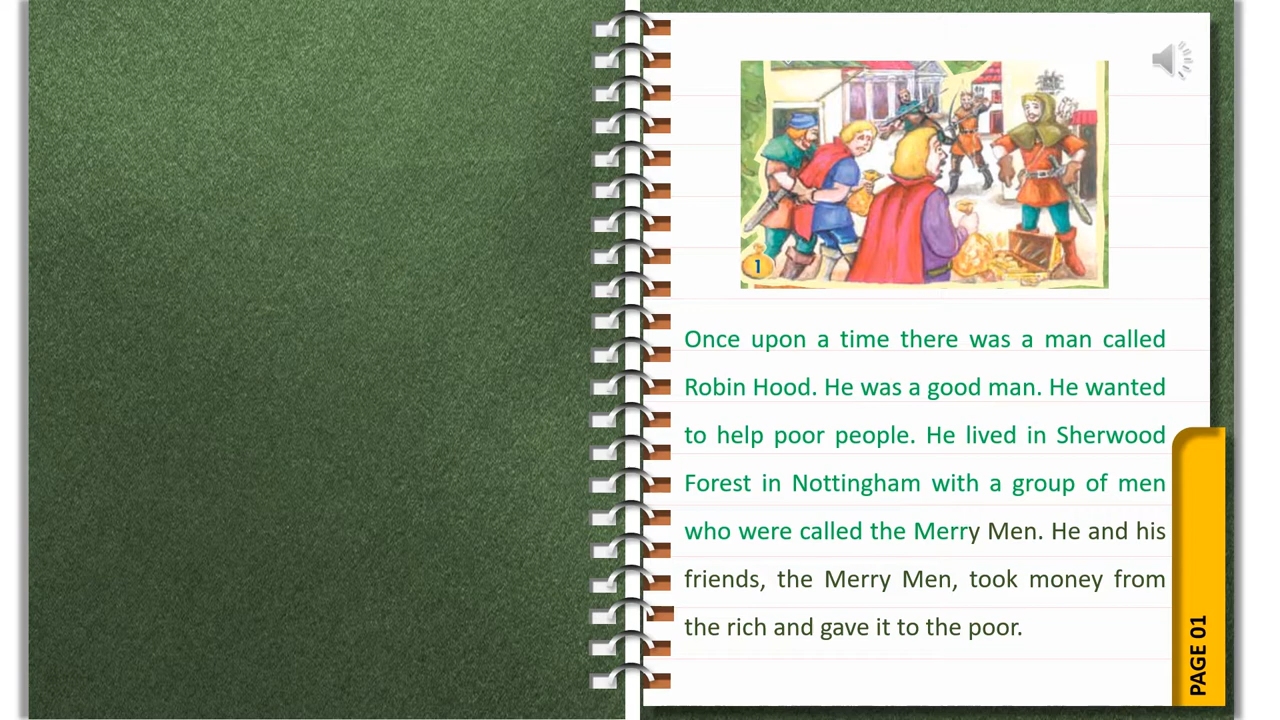 1
Once upon a time there was a man called
Robin Hood. He was a good man. He wanted
to help poor people. He lived in Sherwood
Forest in Nottingham with a group of men
who were called the Merry Men. He and his
friends, the Merry Men, took money from
the rich and gave it to the poor.
PAGE 01